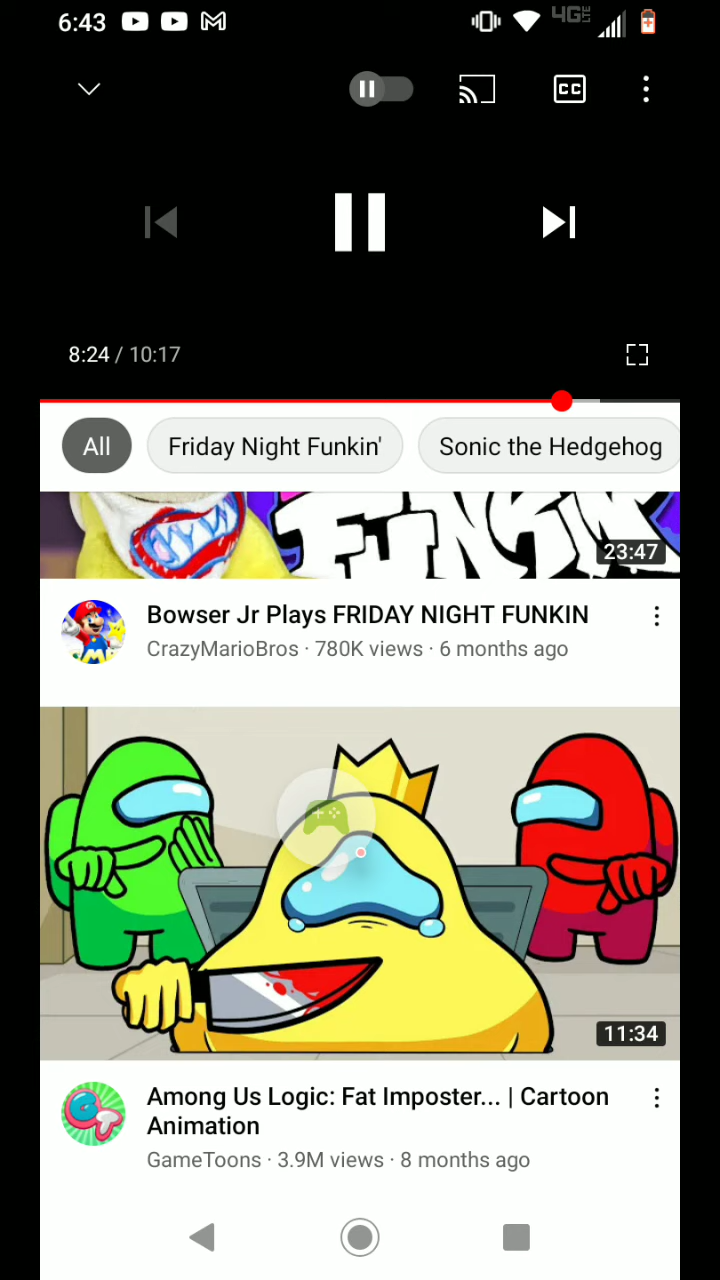 6:43
4G LTE
CC
8:24 / 10:17
All
Friday Night Funkin'
Sonic the Hedgehog
FUNKIN
23:47
Bowser Jr Plays FRIDAY NIGHT FUNKIN
CrazyMarioBros · 780K views · 6 months ago
11:34
Among Us Logic: Fat Imposter... | Cartoon
Animation
GameToons · 3.9M views · 8 months ago